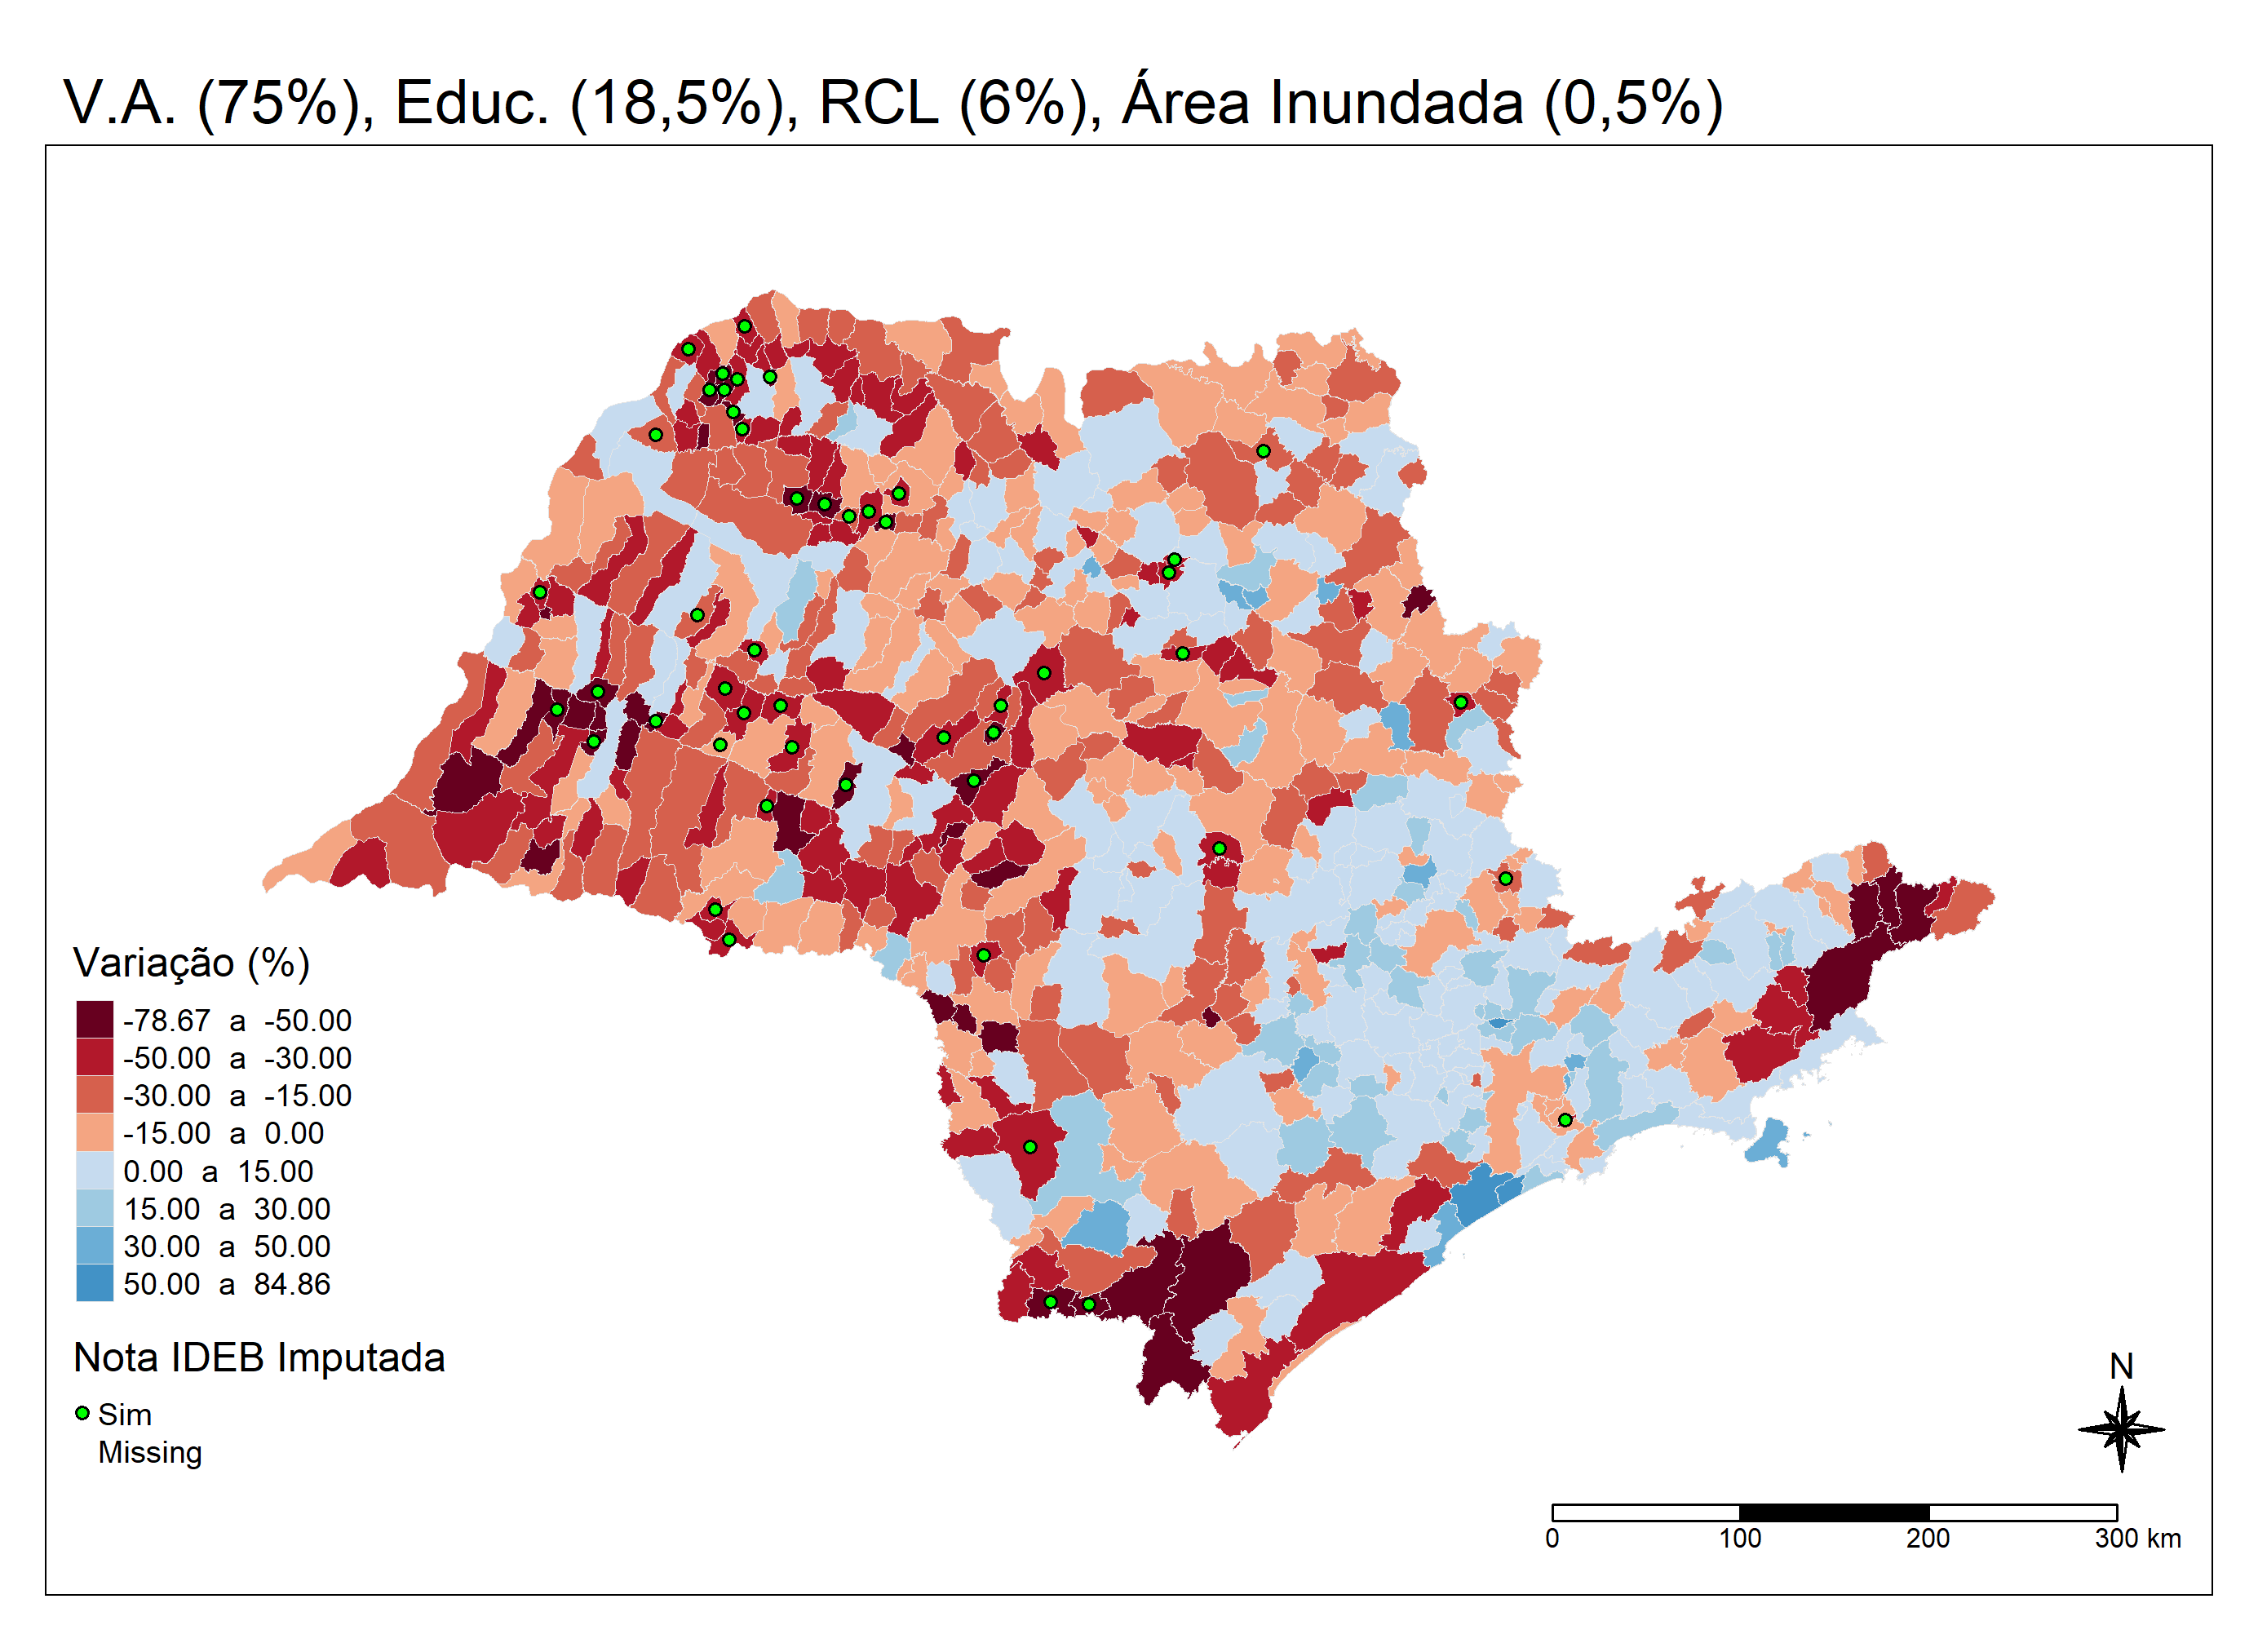 V.A. (75%), Educ. (18,5%), RCL (6%), Área Inundada (0,5%)
Variação (%)
-78.67 a -50.00
-50.00 a -30.00
-30.00 a -15.00
-15.00 a 0.00
0.00 a 15.00
15.00 a 30.00
30.00 a 50.00
50.00 a 84.86
Nota IDEB Imputada
Sim
Missing
N
0 100 200 300 km